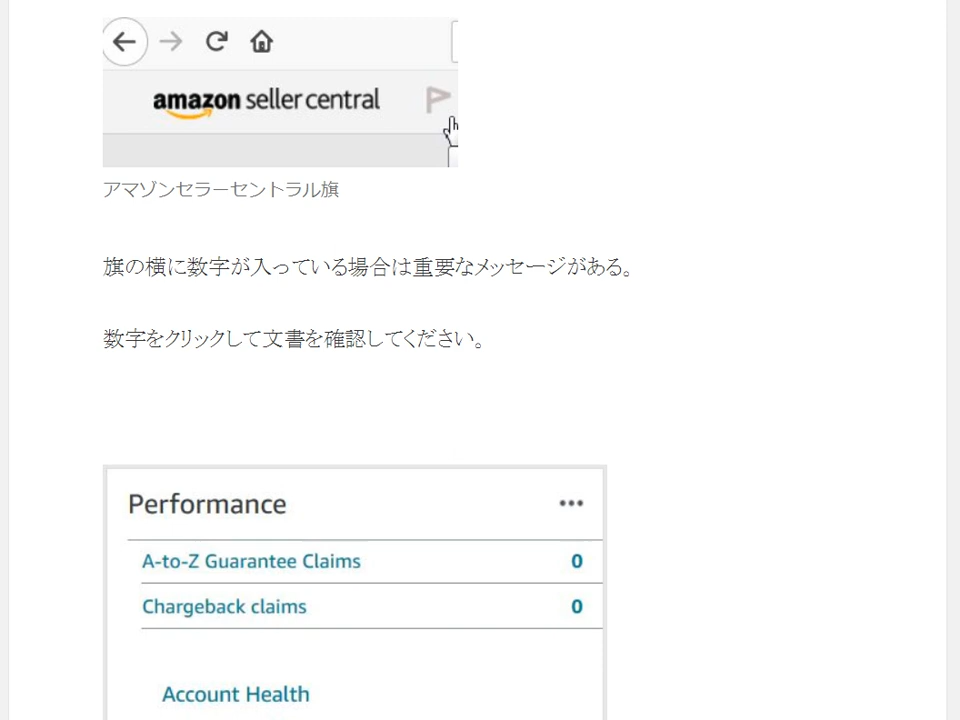 amazon seller central
アマゾンセラーセントラル旗
旗の横に数字が入っている場合は重要なメッセージがある。
数字をクリックして文書を確認してください。
Performance
A-to-Z Guarantee Claims 0
Chargeback claims 0
Account Health